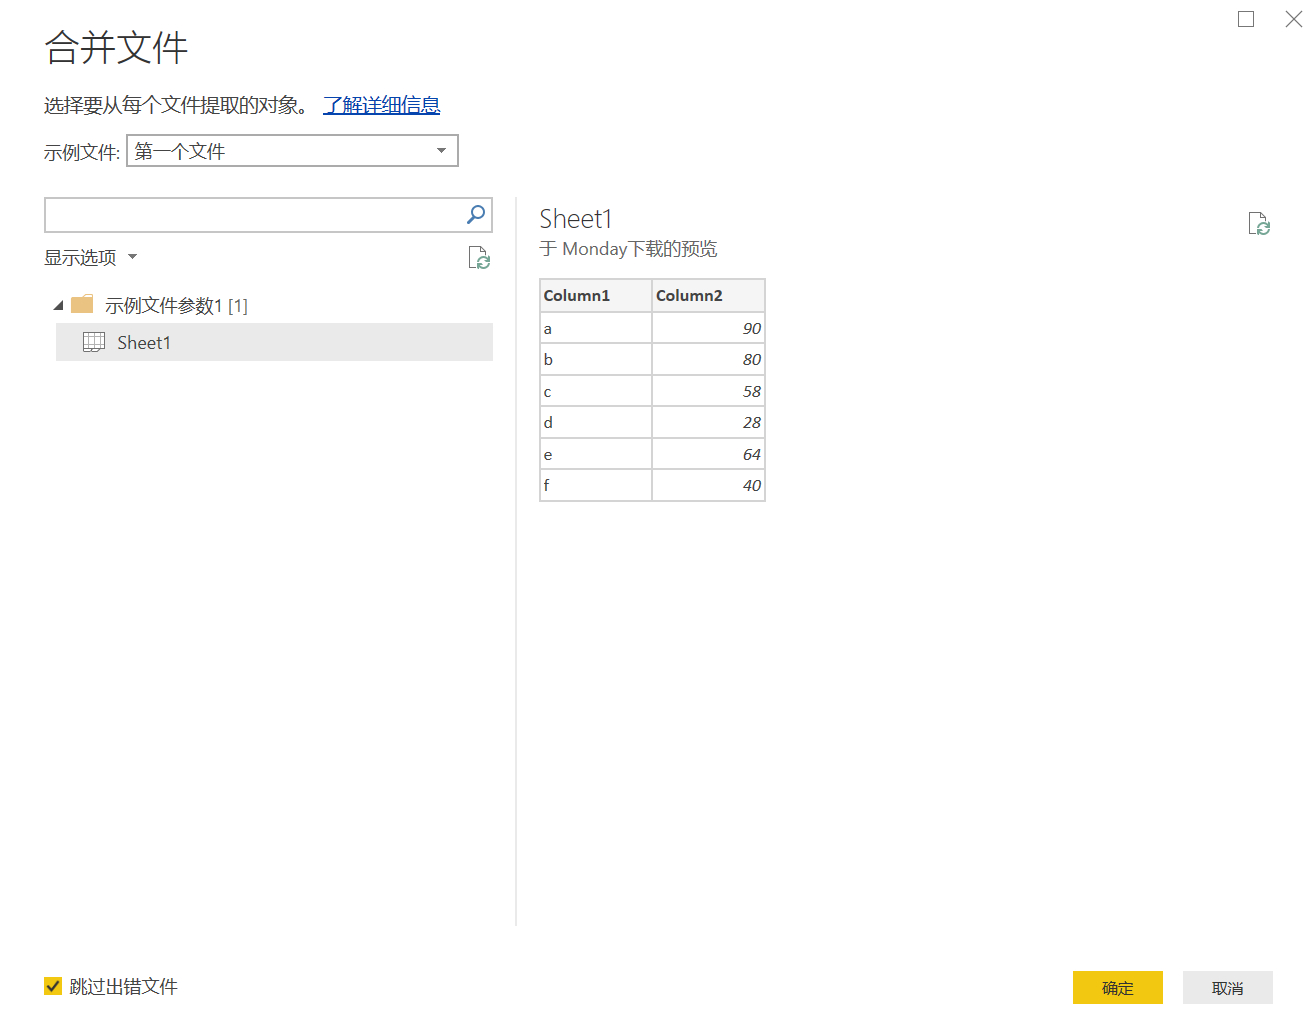 合并文件
选择要从每个文件提取的对象。 了解详细信息
示例文件: 第一个文件
显示选项
示例文件参数1 [1]
Sheet1
Sheet1
于 Monday下载的预览
Column1 Column2
a 90
b 80
c 58
d 28
e 64
f 40
跳过出错文件
确定 取消